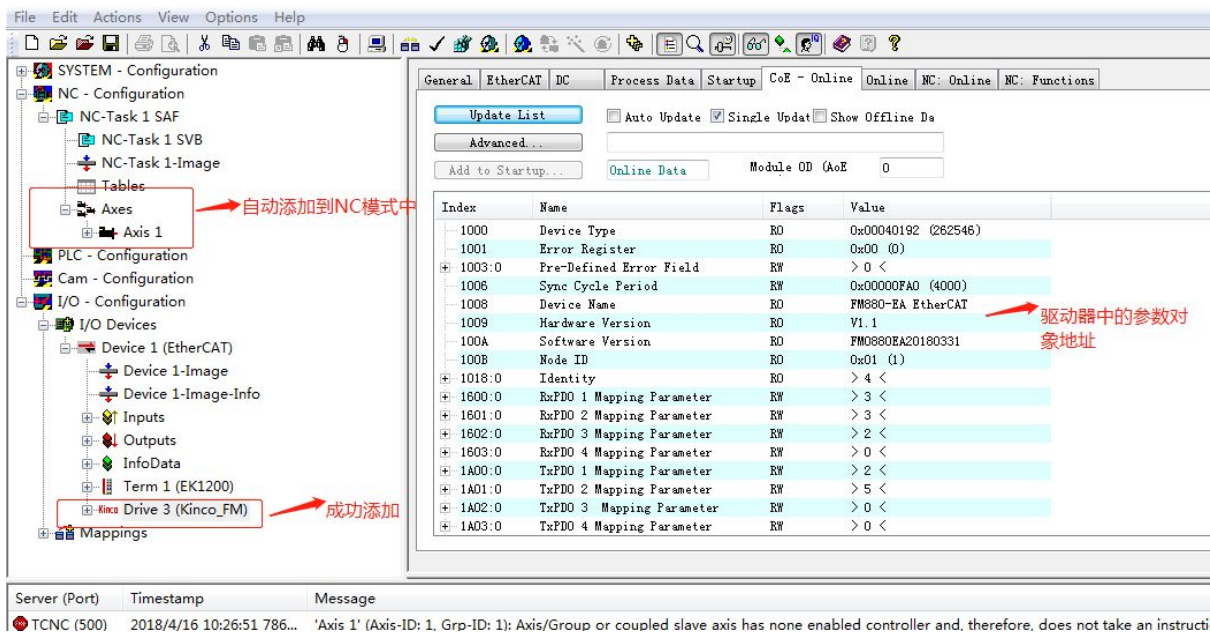 File Edit Actions View Options Help
SYSTEM - Configuration
NC - Configuration
NC-Task 1 SAF
NC-Task 1 SVB
NC-Task 1-Image
Tables
Axes
Axis 1
自动添加到NC模式中
PLC - Configuration
Cam - Configuration
I/O - Configuration
I/O Devices
Device 1 (EtherCAT)
Device 1-Image
Device 1-Image-Info
Inputs
Outputs
InfoData
Term 1 (EK1200)
Kinco Drive 3 (Kinco_FM)
成功添加
Mappings
General EtherCAT DC Process Data Startup CoE - Online Online NC: Online NC: Functions
Update List Auto Update Single Updat Show Offline Da
Advanced...
Add to Startup... Online Data Module OD (AoE 0
Index Name Flags Value
1000 Device Type RO 0x00040192 (262546)
1001 Error Register RO 0x00 (0)
1003:0 Pre-Defined Error Field RW > 0 <
1006 Sync Cycle Period RW 0x00000FA0 (4000)
1008 Device Name RO FM880-EA EtherCAT
1009 Hardware Version RO V1.1
100A Software Version RO FM0880EA20180331
100B Node ID RO 0x01 (1)
1018:0 Identity RO > 4 <
1600:0 RxPDO 1 Mapping Parameter RW > 3 <
1601:0 RxPDO 2 Mapping Parameter RW > 3 <
1602:0 RxPDO 3 Mapping Parameter RW > 2 <
1603:0 RxPDO 4 Mapping Parameter RW > 0 <
1A00:0 TxPDO 1 Mapping Parameter RW > 2 <
1A01:0 TxPDO 2 Mapping Parameter RW > 5 <
1A02:0 TxPDO 3 Mapping Parameter RW > 0 <
1A03:0 TxPDO 4 Mapping Parameter RW > 0 <
驱动器中的参数对
象地址
Server (Port) Timestamp Message
TCNC (500) 2018/4/16 10:26:51 786... 'Axis 1' (Axis-ID: 1, Grp-ID: 1): Axis/Group or coupled slave axis has none enabled controller and, therefore, does not take an instructi